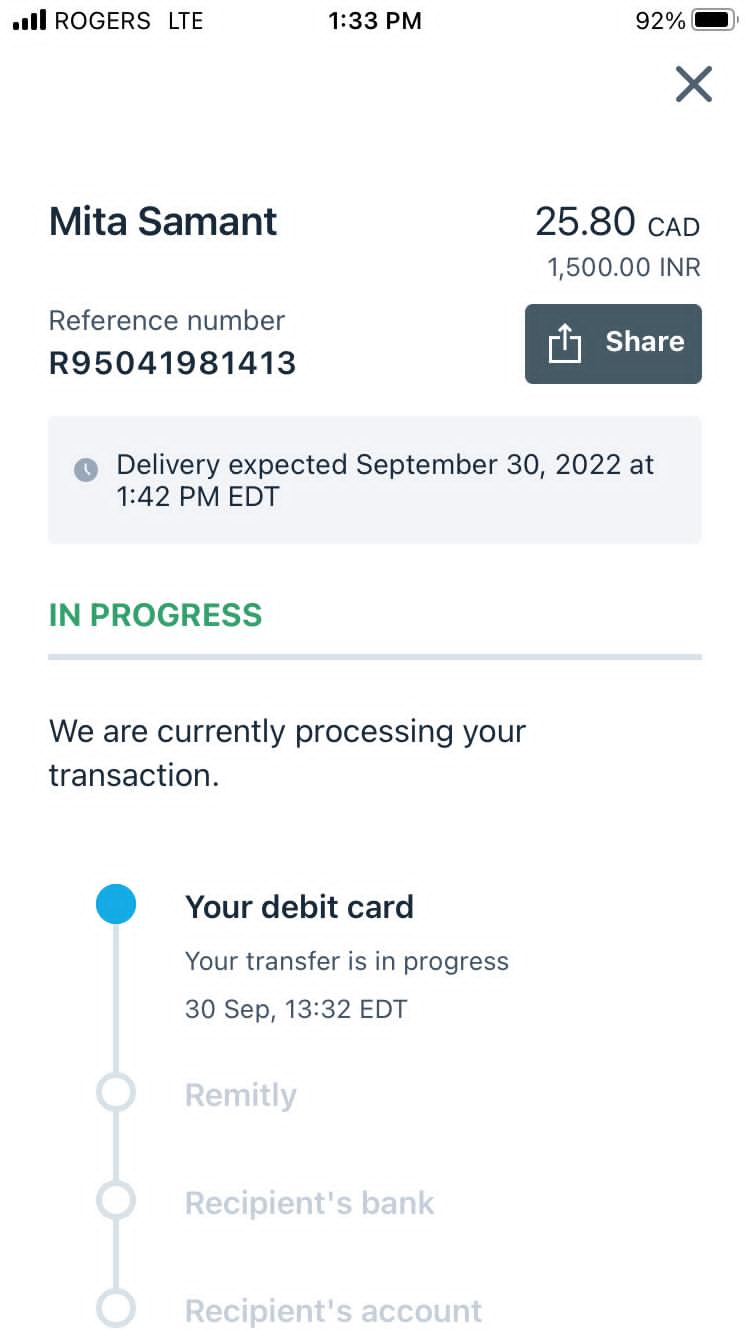 ROGERS LTE 1:33 PM 92%
Mita Samant 25.80 CAD
1,500.00 INR
Reference number
R95041981413
Share
Delivery expected September 30, 2022 at
1:42 PM EDT
IN PROGRESS
We are currently processing your
transaction.
Your debit card
Your transfer is in progress
30 Sep, 13:32 EDT
Remitly
Recipient's bank
Recipient's account